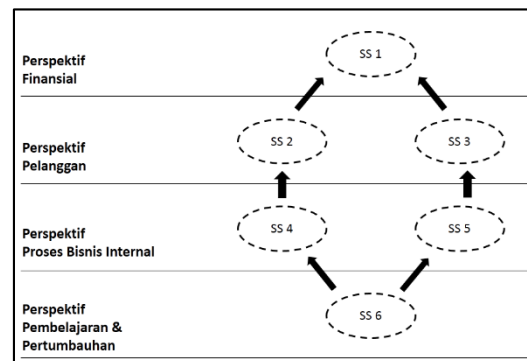 SS 1
Perspektif
Finansial
SS 2
SS 3
Perspektif
Pelanggan
SS 4
SS 5
Perspektif
Proses Bisnis Internal
SS 6
Perspektif
Pembelajaran &
Pertumbauhan